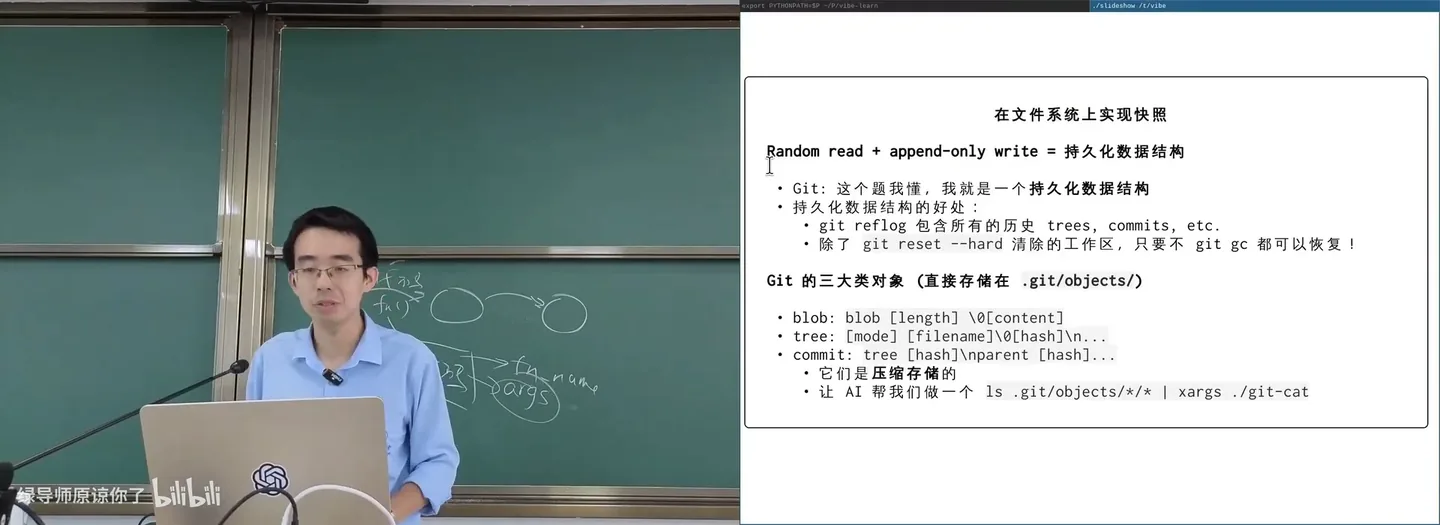 export PYTHONPATH=$P ~/P/vibe-learn
./slideshow /t/vibe
在文件系统上实现快照
Random read + append-only write = 持久化数据结构
• Git: 这个题我懂，我就是一个持久化数据结构
• 持久化数据结构的好处：
• git reflog 包含所有的历史 trees, commits, etc.
• 除了 git reset --hard 清除的工作区，只要不 git gc 都可以恢复！
Git 的三大类对象 (直接存储在 .git/objects/)
• blob: blob [length] \0[content]
• tree: [mode] [filename]\0[hash]\n...
• commit: tree [hash]\nparent [hash]...
• 它们是压缩存储的
• 让 AI 帮我们做一个 ls .git/objects/*/* | xargs ./git-cat
fn()
fn_name
args
绿导师原谅你了 bilibili